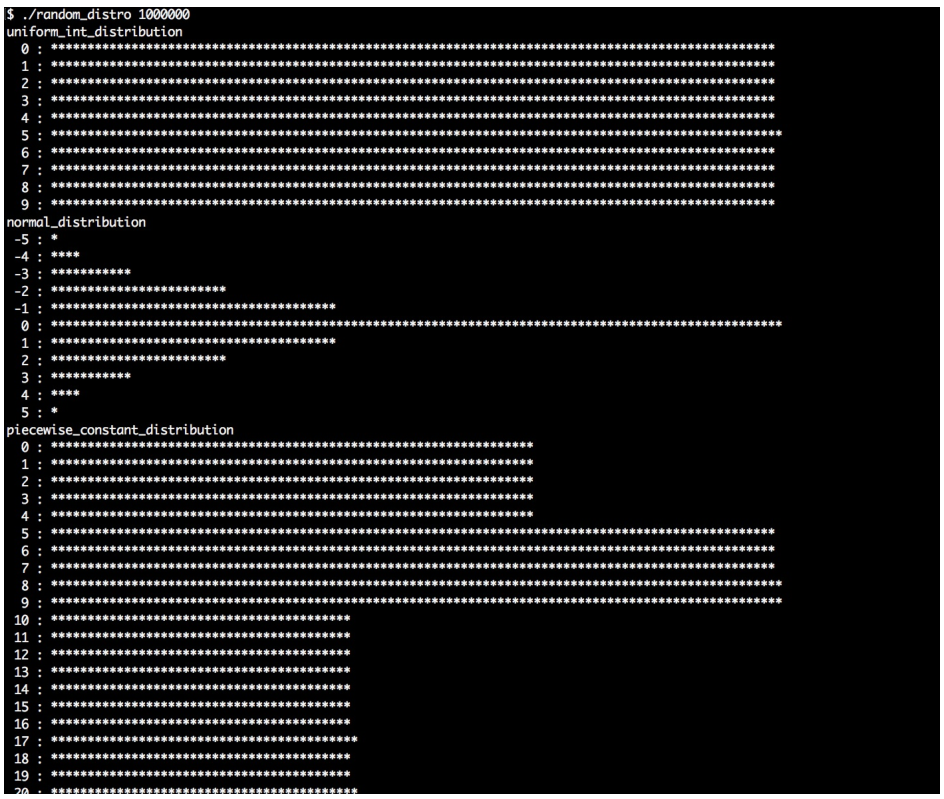 $ ./random_distro 1000000
uniform_int_distribution
0 : ***************************************************************************************************
1 : ***************************************************************************************************
2 : ***************************************************************************************************
3 : ***************************************************************************************************
4 : ***************************************************************************************************
5 : ****************************************************************************************************
6 : ***************************************************************************************************
7 : ***************************************************************************************************
8 : ***************************************************************************************************
9 : ***************************************************************************************************
normal_distribution
-5 : *
-4 : ****
-3 : ***********
-2 : ************************
-1 : ***************************************
0 : ****************************************************************************************************
1 : ***************************************
2 : ************************
3 : ***********
4 : ****
5 : *
piecewise_constant_distribution
0 : ******************************************************************
1 : ******************************************************************
2 : ******************************************************************
3 : ******************************************************************
4 : ******************************************************************
5 : ***************************************************************************************************
6 : ***************************************************************************************************
7 : ***************************************************************************************************
8 : ****************************************************************************************************
9 : ****************************************************************************************************
10 : *****************************************
11 : *****************************************
12 : *****************************************
13 : *****************************************
14 : *****************************************
15 : *****************************************
16 : *****************************************
17 : ******************************************
18 : *****************************************
19 : *****************************************
20 : ******************************************